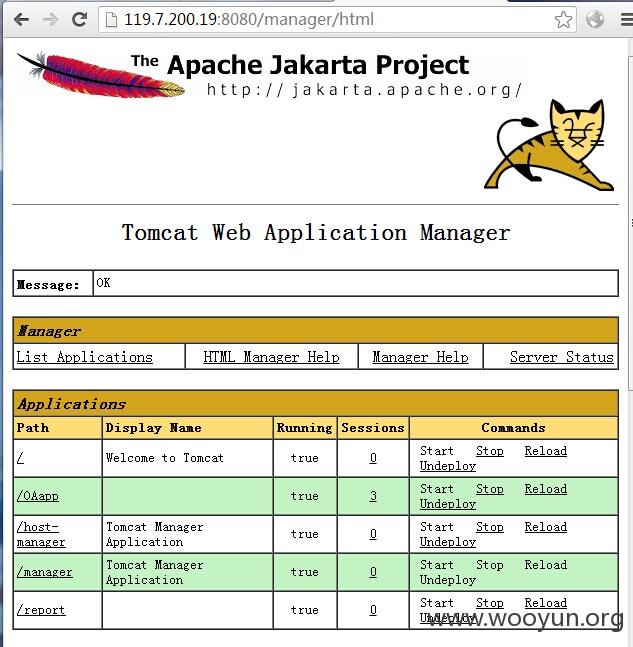 119.7.200.19:8080/manager/html
The Apache Jakarta Project
http://jakarta.apache.org/
Tomcat Web Application Manager
Message: OK
Manager
List Applications HTML Manager Help Manager Help Server Status
Applications
Path Display Name Running Sessions Commands
/ Welcome to Tomcat true 0 Start Stop Reload
Undeploy
/OAapp true 3 Start Stop Reload
Undeploy
/host- Tomcat Manager true 0 Start Stop Reload
manager Application Undeploy
/manager Tomcat Manager true 0 Start Stop Reload
Application Undeploy
/report true 0 Start Stop Reload
Undeploy
www.wooyun.org